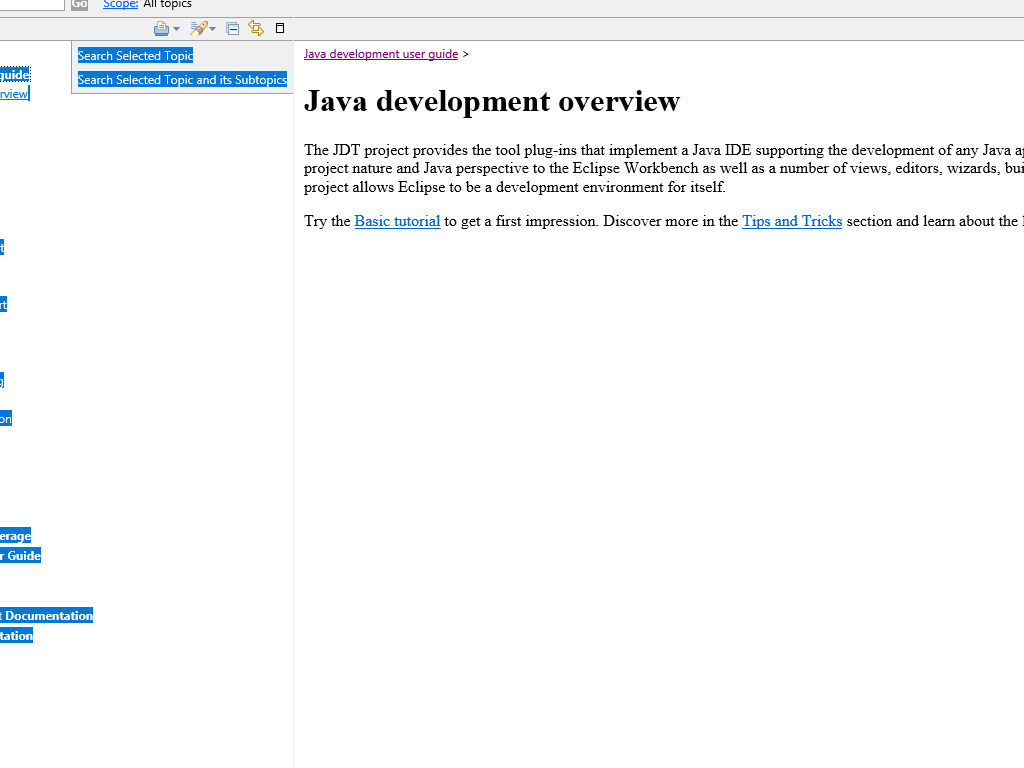 Go Scope: All topics
Search Selected Topic
Search Selected Topic and its Subtopics
guide
rview
t
rt
g
on
erage
r Guide
t Documentation
tation
Java development user guide >
Java development overview
The JDT project provides the tool plug-ins that implement a Java IDE supporting the development of any Java a
project nature and Java perspective to the Eclipse Workbench as well as a number of views, editors, wizards, bui
project allows Eclipse to be a development environment for itself.
Try the Basic tutorial to get a first impression. Discover more in the Tips and Tricks section and learn about the